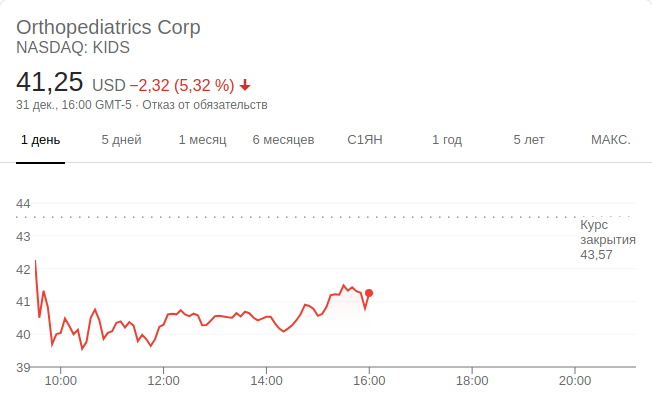 Orthopediatrics Corp
NASDAQ: KIDS
41,25 USD −2,32 (5,32 %)
31 дек., 16:00 GMT-5 · Отказ от обязательств
1 день 5 дней 1 месяц 6 месяцев С1ЯН 1 год 5 лет МАКС.
44
Курс
закрытия
43,57
43
42
41
40
39
10:00 12:00 14:00 16:00 18:00 20:00